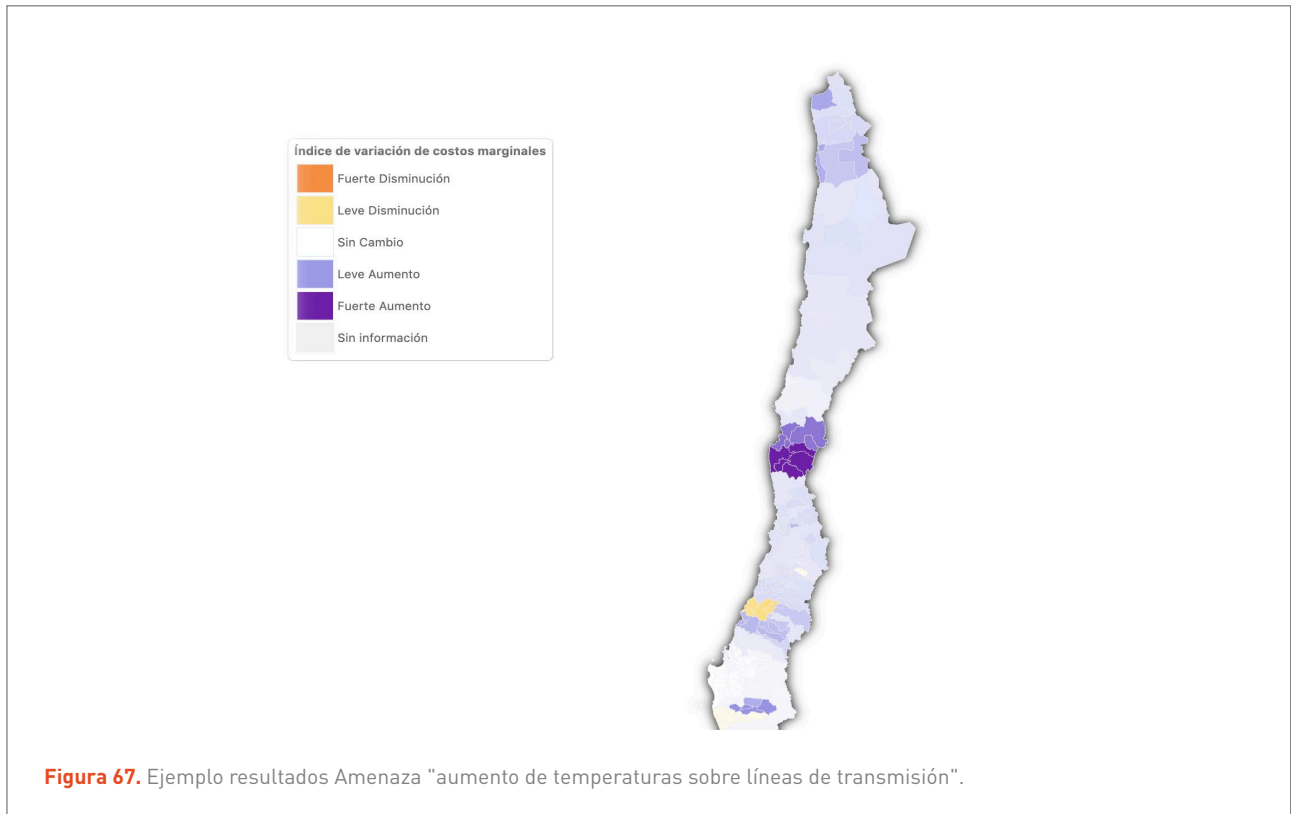 Índice de variación de costos marginales
Fuerte Disminución
Leve Disminución
Sin Cambio
Leve Aumento
Fuerte Aumento
Sin información
Figura 67. Ejemplo resultados Amenaza "aumento de temperaturas sobre líneas de transmisión".